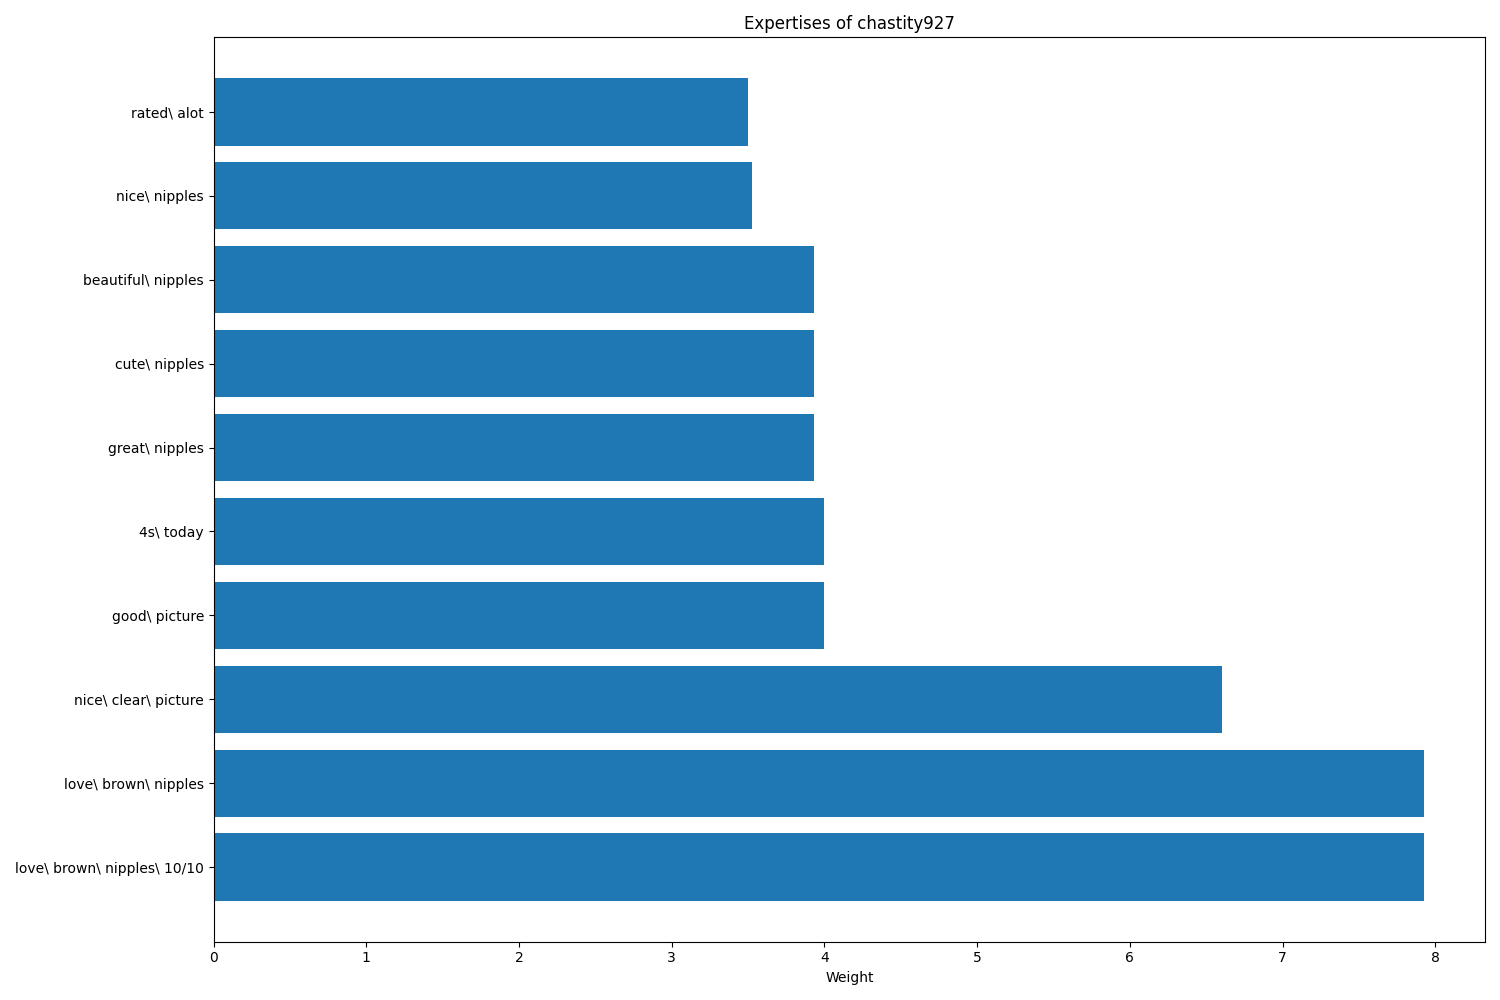 Expertises of chastity927
rated\ alot
nice\ nipples
beautiful\ nipples
cute\ nipples
great\ nipples
4s\ today
good\ picture
nice\ clear\ picture
love\ brown\ nipples
love\ brown\ nipples\ 10/10
0 1 2 3 4 5 6 7 8
Weight